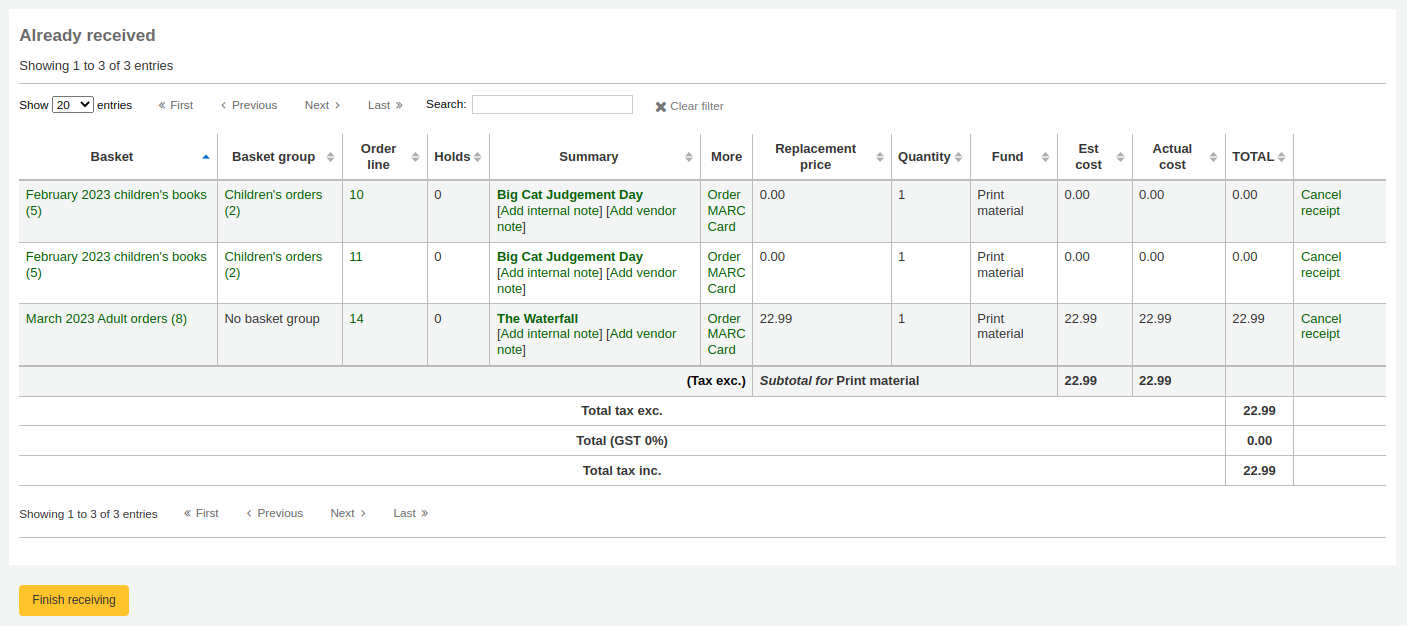 Already received
Showing 1 to 3 of 3 entries
Show 20 entries « First ‹ Previous Next › Last » Search: ✖ Clear filter
Basket Basket group Order line Holds Summary More Replacement price Quantity Fund Est cost Actual cost TOTAL
February 2023 children's books (5) Children's orders (2) 10 0 Big Cat Judgement Day [Add internal note] [Add vendor note] Order MARC Card 0.00 1 Print material 0.00 0.00 0.00 Cancel receipt
February 2023 children's books (5) Children's orders (2) 11 0 Big Cat Judgement Day [Add internal note] [Add vendor note] Order MARC Card 0.00 1 Print material 0.00 0.00 0.00 Cancel receipt
March 2023 Adult orders (8) No basket group 14 0 The Waterfall [Add internal note] [Add vendor note] Order MARC Card 22.99 1 Print material 22.99 22.99 22.99 Cancel receipt
(Tax exc.) Subtotal for Print material 22.99 22.99
Total tax exc. 22.99
Total (GST 0%) 0.00
Total tax inc. 22.99
Showing 1 to 3 of 3 entries « First ‹ Previous Next › Last »
Finish receiving